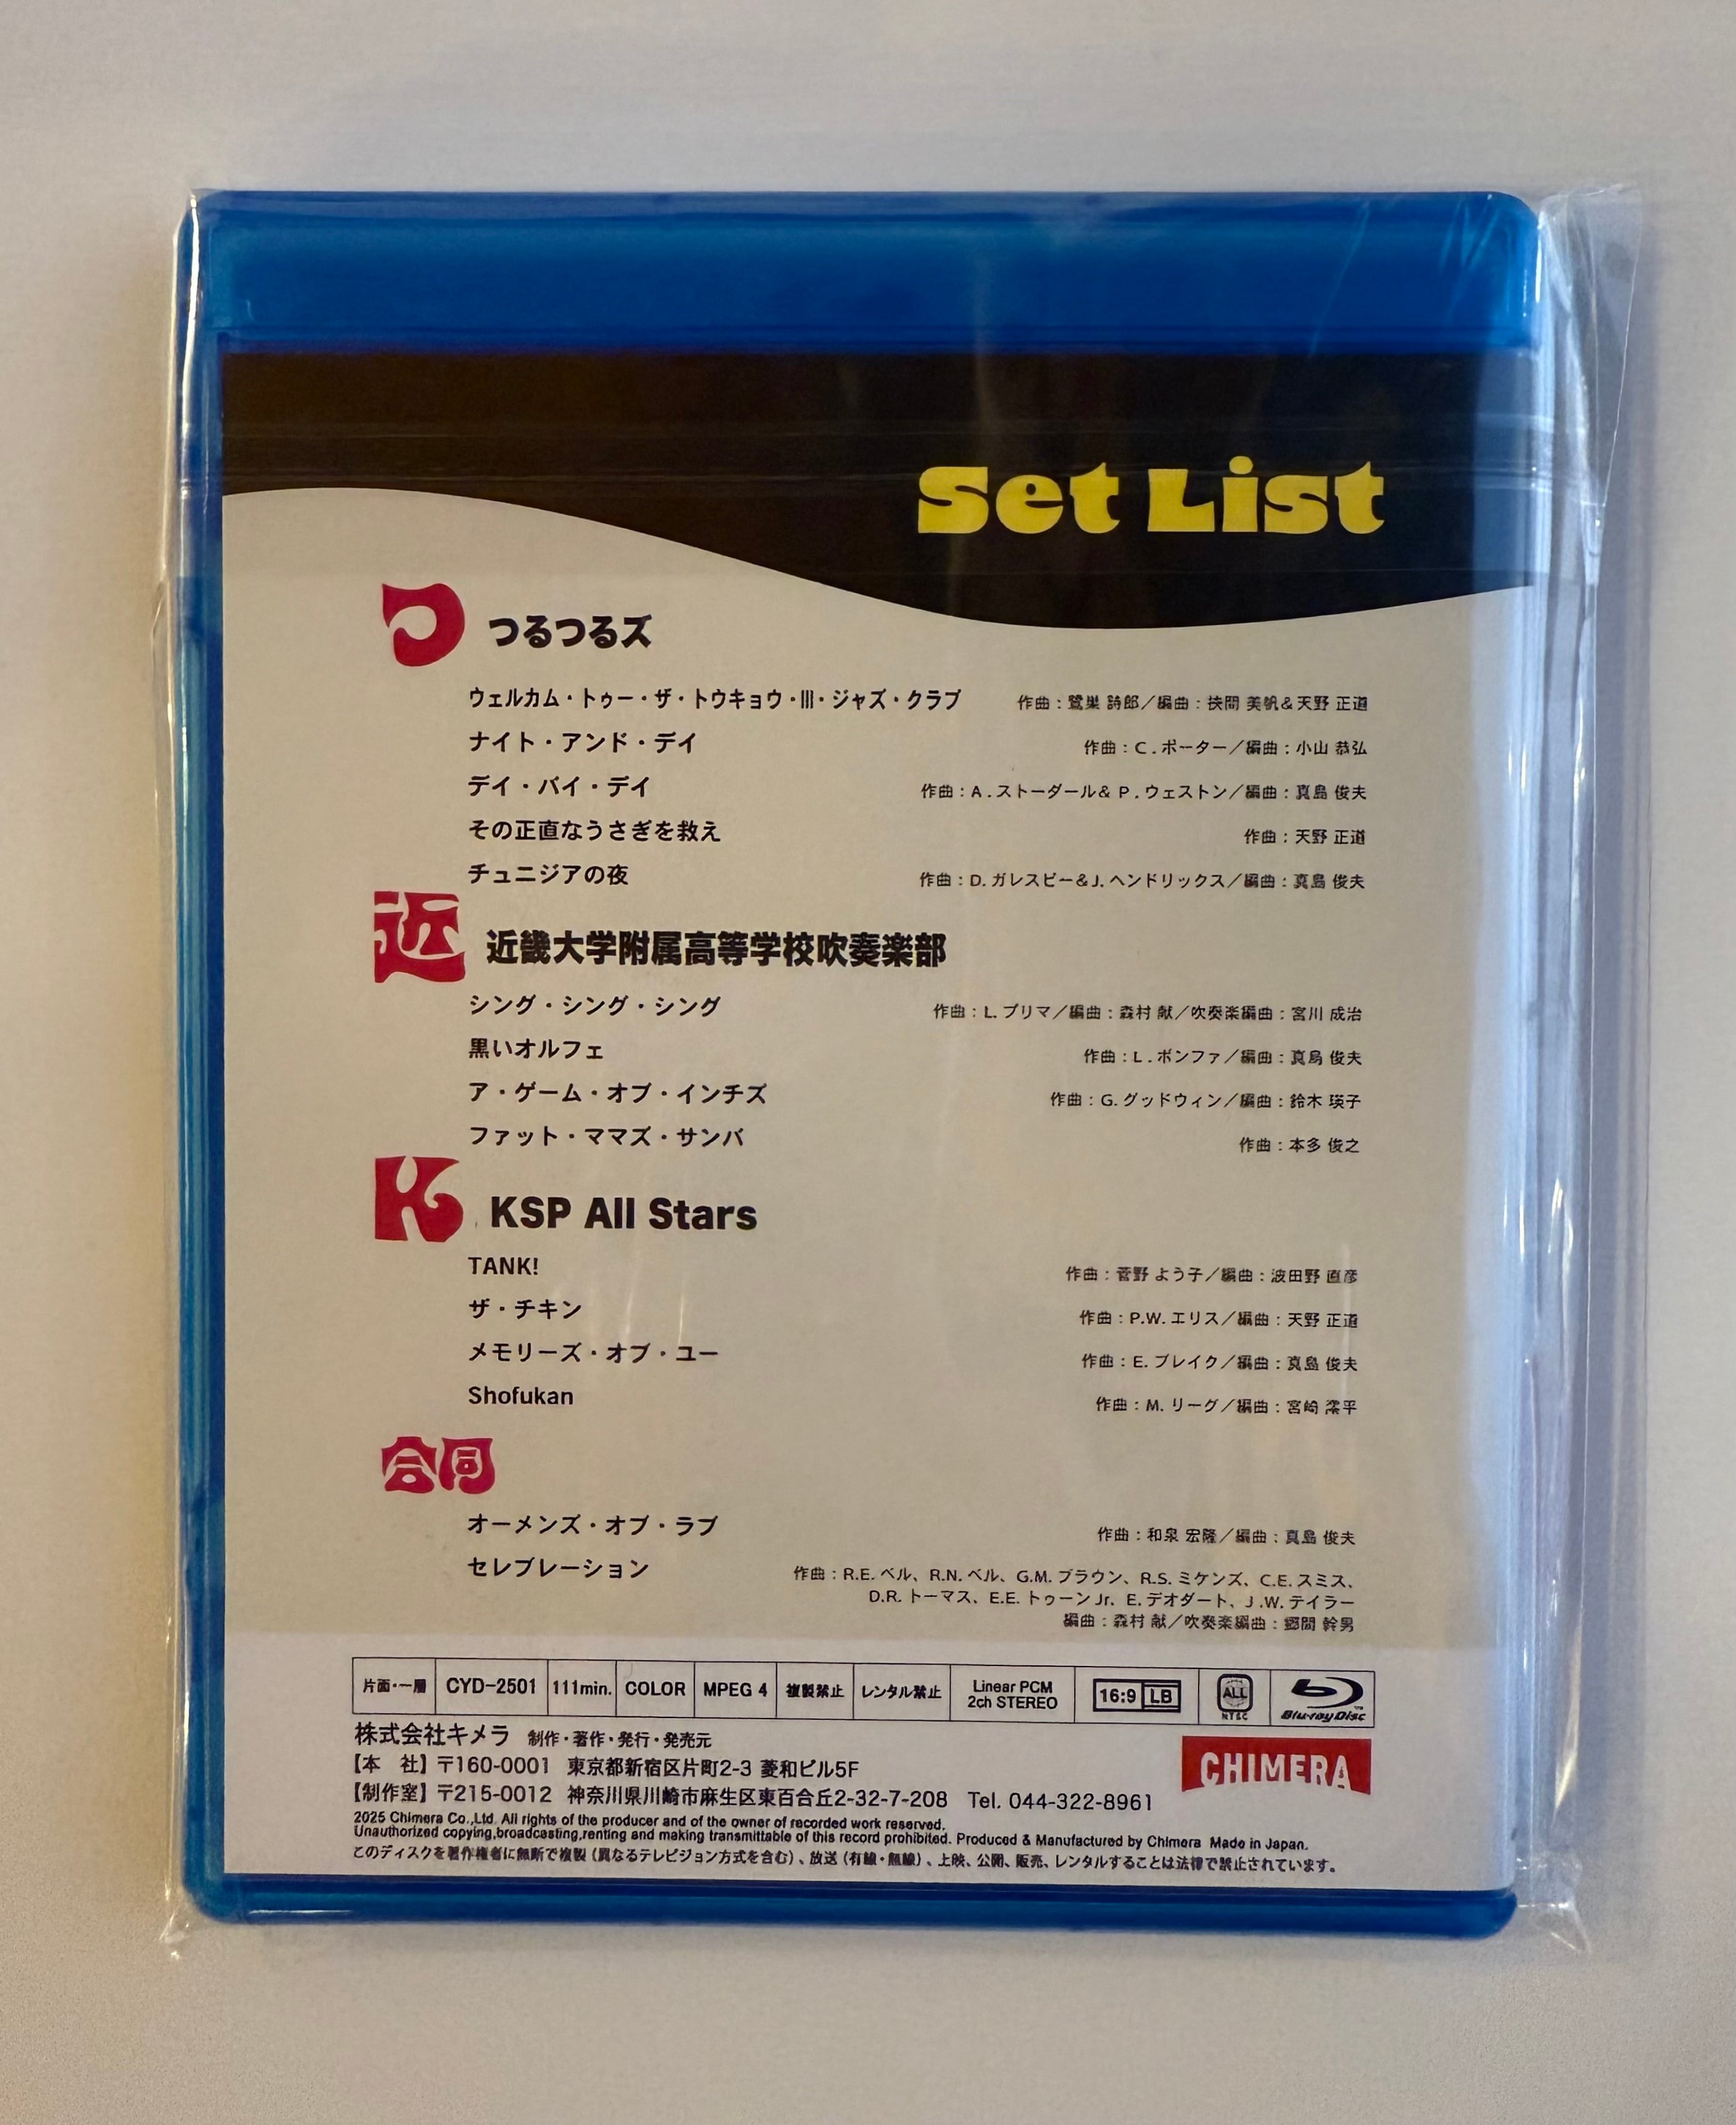 Set List
つ つるつるズ
ウェルカム・トゥー・ザ・トウキョウ・III・ジャズ・クラブ 作曲：鷺巣 詩郎／編曲：挾間 美帆＆天野 正道
ナイト・アンド・デイ 作曲：C．ポーター／編曲：小山 恭弘
デイ・バイ・デイ 作曲：A．ストーダール＆ P．ウェストン／編曲：真島 俊夫
その正直なうさぎを救え 作曲：天野 正道
チュニジアの夜 作曲：D. ガレスピー＆J. ヘンドリックス／編曲：真島 俊夫
近 近畿大学附属高等学校吹奏楽部
シング・シング・シング 作曲：L. プリマ／編曲：森村 献／吹奏楽編曲：宮川 成治
黒いオルフェ 作曲：L．ボンファ／編曲：真島 俊夫
ア・ゲーム・オブ・インチズ 作曲：G. グッドウィン／編曲：鈴木 瑛子
ファット・ママズ・サンバ 作曲：本多 俊之
K KSP All Stars
TANK! 作曲：菅野 よう子／編曲：波田野 直彦
ザ・チキン 作曲：P.W. エリス／編曲：天野 正道
メモリーズ・オブ・ユー 作曲：E. ブレイク／編曲：真島 俊夫
Shofukan 作曲：M. リーグ／編曲：宮﨑
合同
オーメンズ・オブ・ラブ 作曲：和泉 宏隆／編曲：真島 俊夫
セレブレーション 作曲：R.E. ベル、R.N. ベル、G.M. ブラウン、R.S. ミケンズ、C.E. スミス、
D.R. トーマス、E.E. トゥーン Jr、E. デオダート、J.W. テイラー
編曲：森村 献／吹奏楽編曲：郷間 幹男
片面・一層 CYD-2501 111min. COLOR MPEG 4 複製禁止 レンタル禁止 Linear PCM 2ch STEREO 16:9 LB ALL NTSC Blu-ray Disc
株式会社キメラ 制作・著作・発行・発売元
【本　社】〒160-0001 東京都新宿区片町2-3 菱和ビル5F
CHIMERA
【制作室】〒215-0012 神奈川県川崎市麻生区東百合丘2-32-7-208 Tel. 044-322-8961
2025 Chimera Co.,Ltd. All rights of the producer and of the owner of recorded work reserved.
Unauthorized copying,broadcasting,renting and making transmittable of this record prohibited. Produced & Manufactured by Chimera Made in Japan.
このディスクを著作権者に無断で複製（異なるテレビジョン方式を含む）、放送（有線・無線）、上映、公開、販売、レンタルすることは法律で禁止されています。